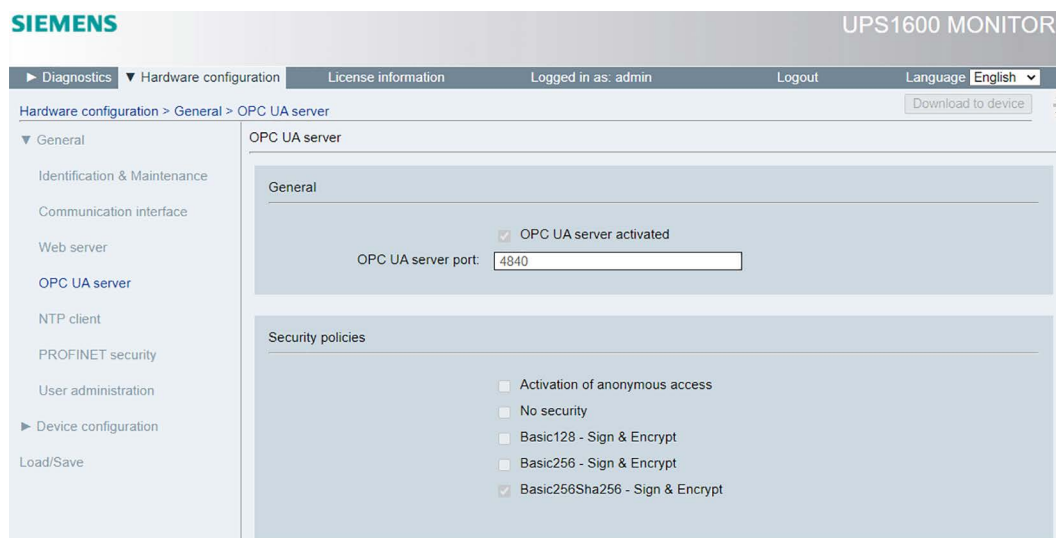 SIEMENS
UPS1600 MONITOR
► Diagnostics ▼ Hardware configuration License information Logged in as: admin Logout Language English
Hardware configuration > General > OPC UA server
Download to device
▼ General
Identification & Maintenance
Communication interface
Web server
OPC UA server
NTP client
PROFINET security
User administration
► Device configuration
Load/Save
OPC UA server
General
OPC UA server activated
OPC UA server port: 4840
Security policies
Activation of anonymous access
No security
Basic128 - Sign & Encrypt
Basic256 - Sign & Encrypt
Basic256Sha256 - Sign & Encrypt